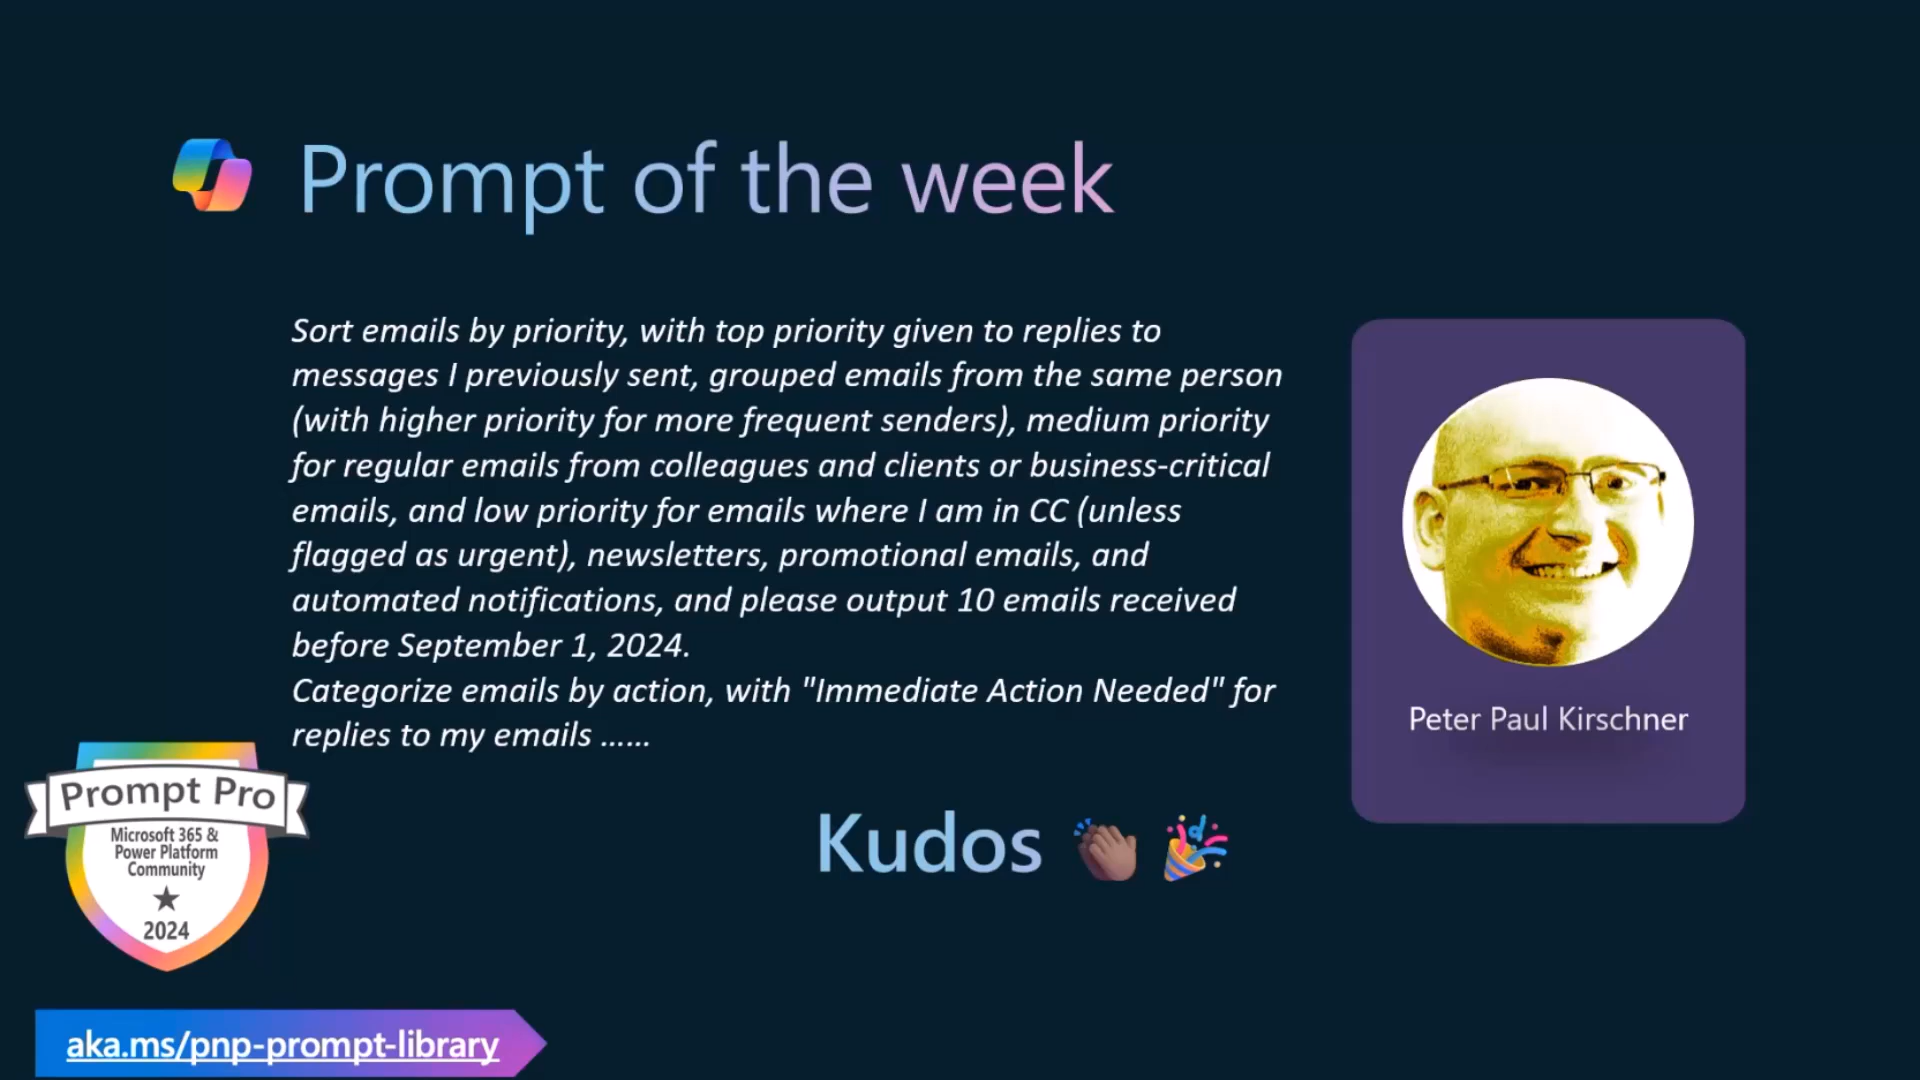 Prompt of the week
Sort emails by priority, with top priority given to replies to
messages I previously sent, grouped emails from the same person
(with higher priority for more frequent senders), medium priority
for regular emails from colleagues and clients or business-critical
emails, and low priority for emails where I am in CC (unless
flagged as urgent), newsletters, promotional emails, and
automated notifications, and please output 10 emails received
before September 1, 2024.
Categorize emails by action, with "Immediate Action Needed" for
replies to my emails ......
Peter Paul Kirschner
Kudos 👏🏽 🎉
Prompt Pro
Microsoft 365 &
Power Platform
Community
★
2024
aka.ms/pnp-prompt-library